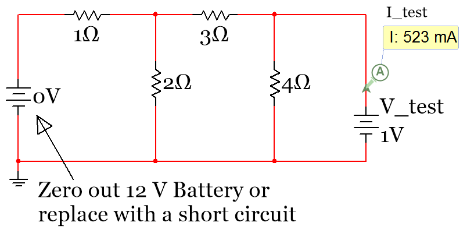 I_test
I: 523 mA
A
1Ω
3Ω
2Ω
4Ω
0V
V_test
1V
Zero out 12 V Battery or
replace with a short circuit